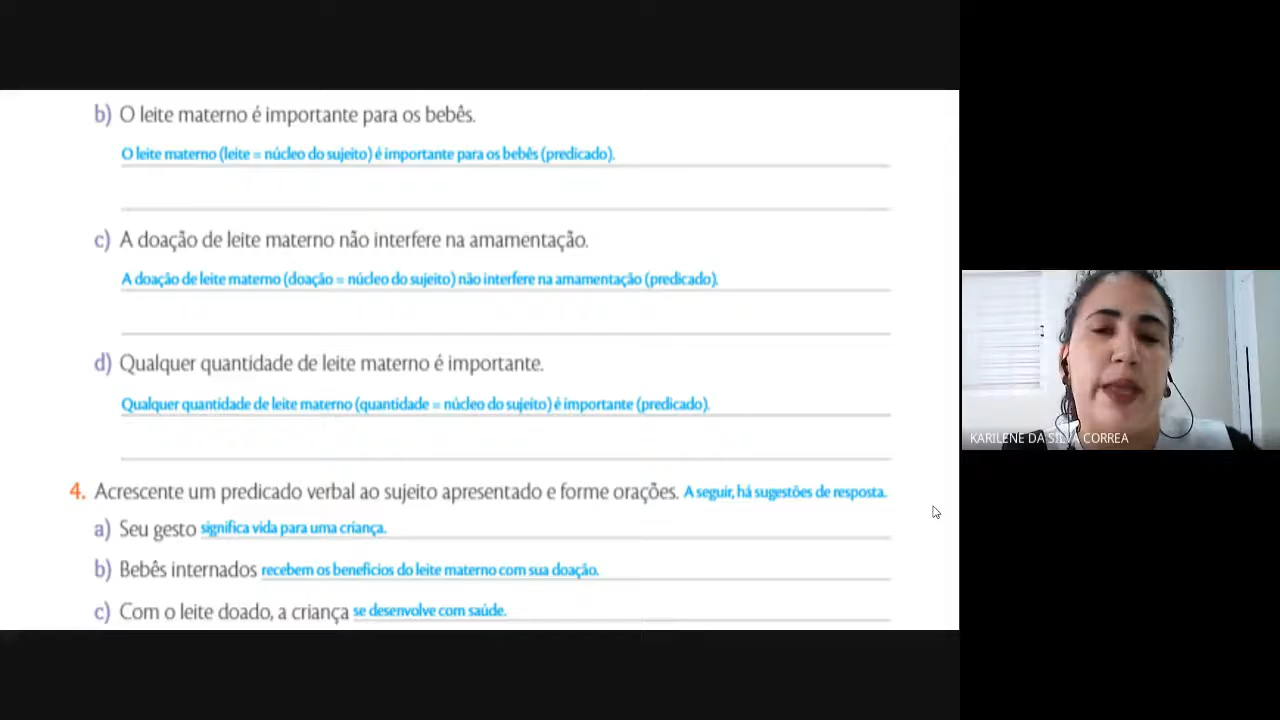 b) O leite materno é importante para os bebês.
O leite materno (leite = núcleo do sujeito) é importante para os bebês (predicado).
c) A doação de leite materno não interfere na amamentação.
A doação de leite materno (doação = núcleo do sujeito) não interfere na amamentação (predicado).
d) Qualquer quantidade de leite materno é importante.
Qualquer quantidade de leite materno (quantidade = núcleo do sujeito) é importante (predicado).
4. Acrescente um predicado verbal ao sujeito apresentado e forme orações. A seguir, há sugestões de resposta.
a) Seu gesto significa vida para uma criança.
b) Bebês internados recebem os benefícios do leite materno com sua doação.
c) Com o leite doado, a criança se desenvolve com saúde.
KARILENE DA SILVA CORREA